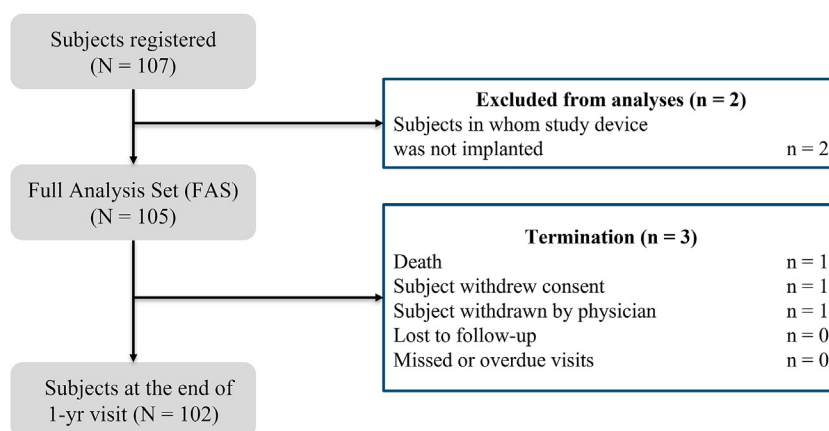 Subjects registered
(N = 107)
Excluded from analyses (n = 2)
Subjects in whom study device
was not implanted n = 2
Full Analysis Set (FAS)
(N = 105)
Termination (n = 3)
Death n = 1
Subject withdrew consent n = 1
Subject withdrawn by physician n = 1
Lost to follow-up n = 0
Missed or overdue visits n = 0
Subjects at the end of
1-yr visit (N = 102)